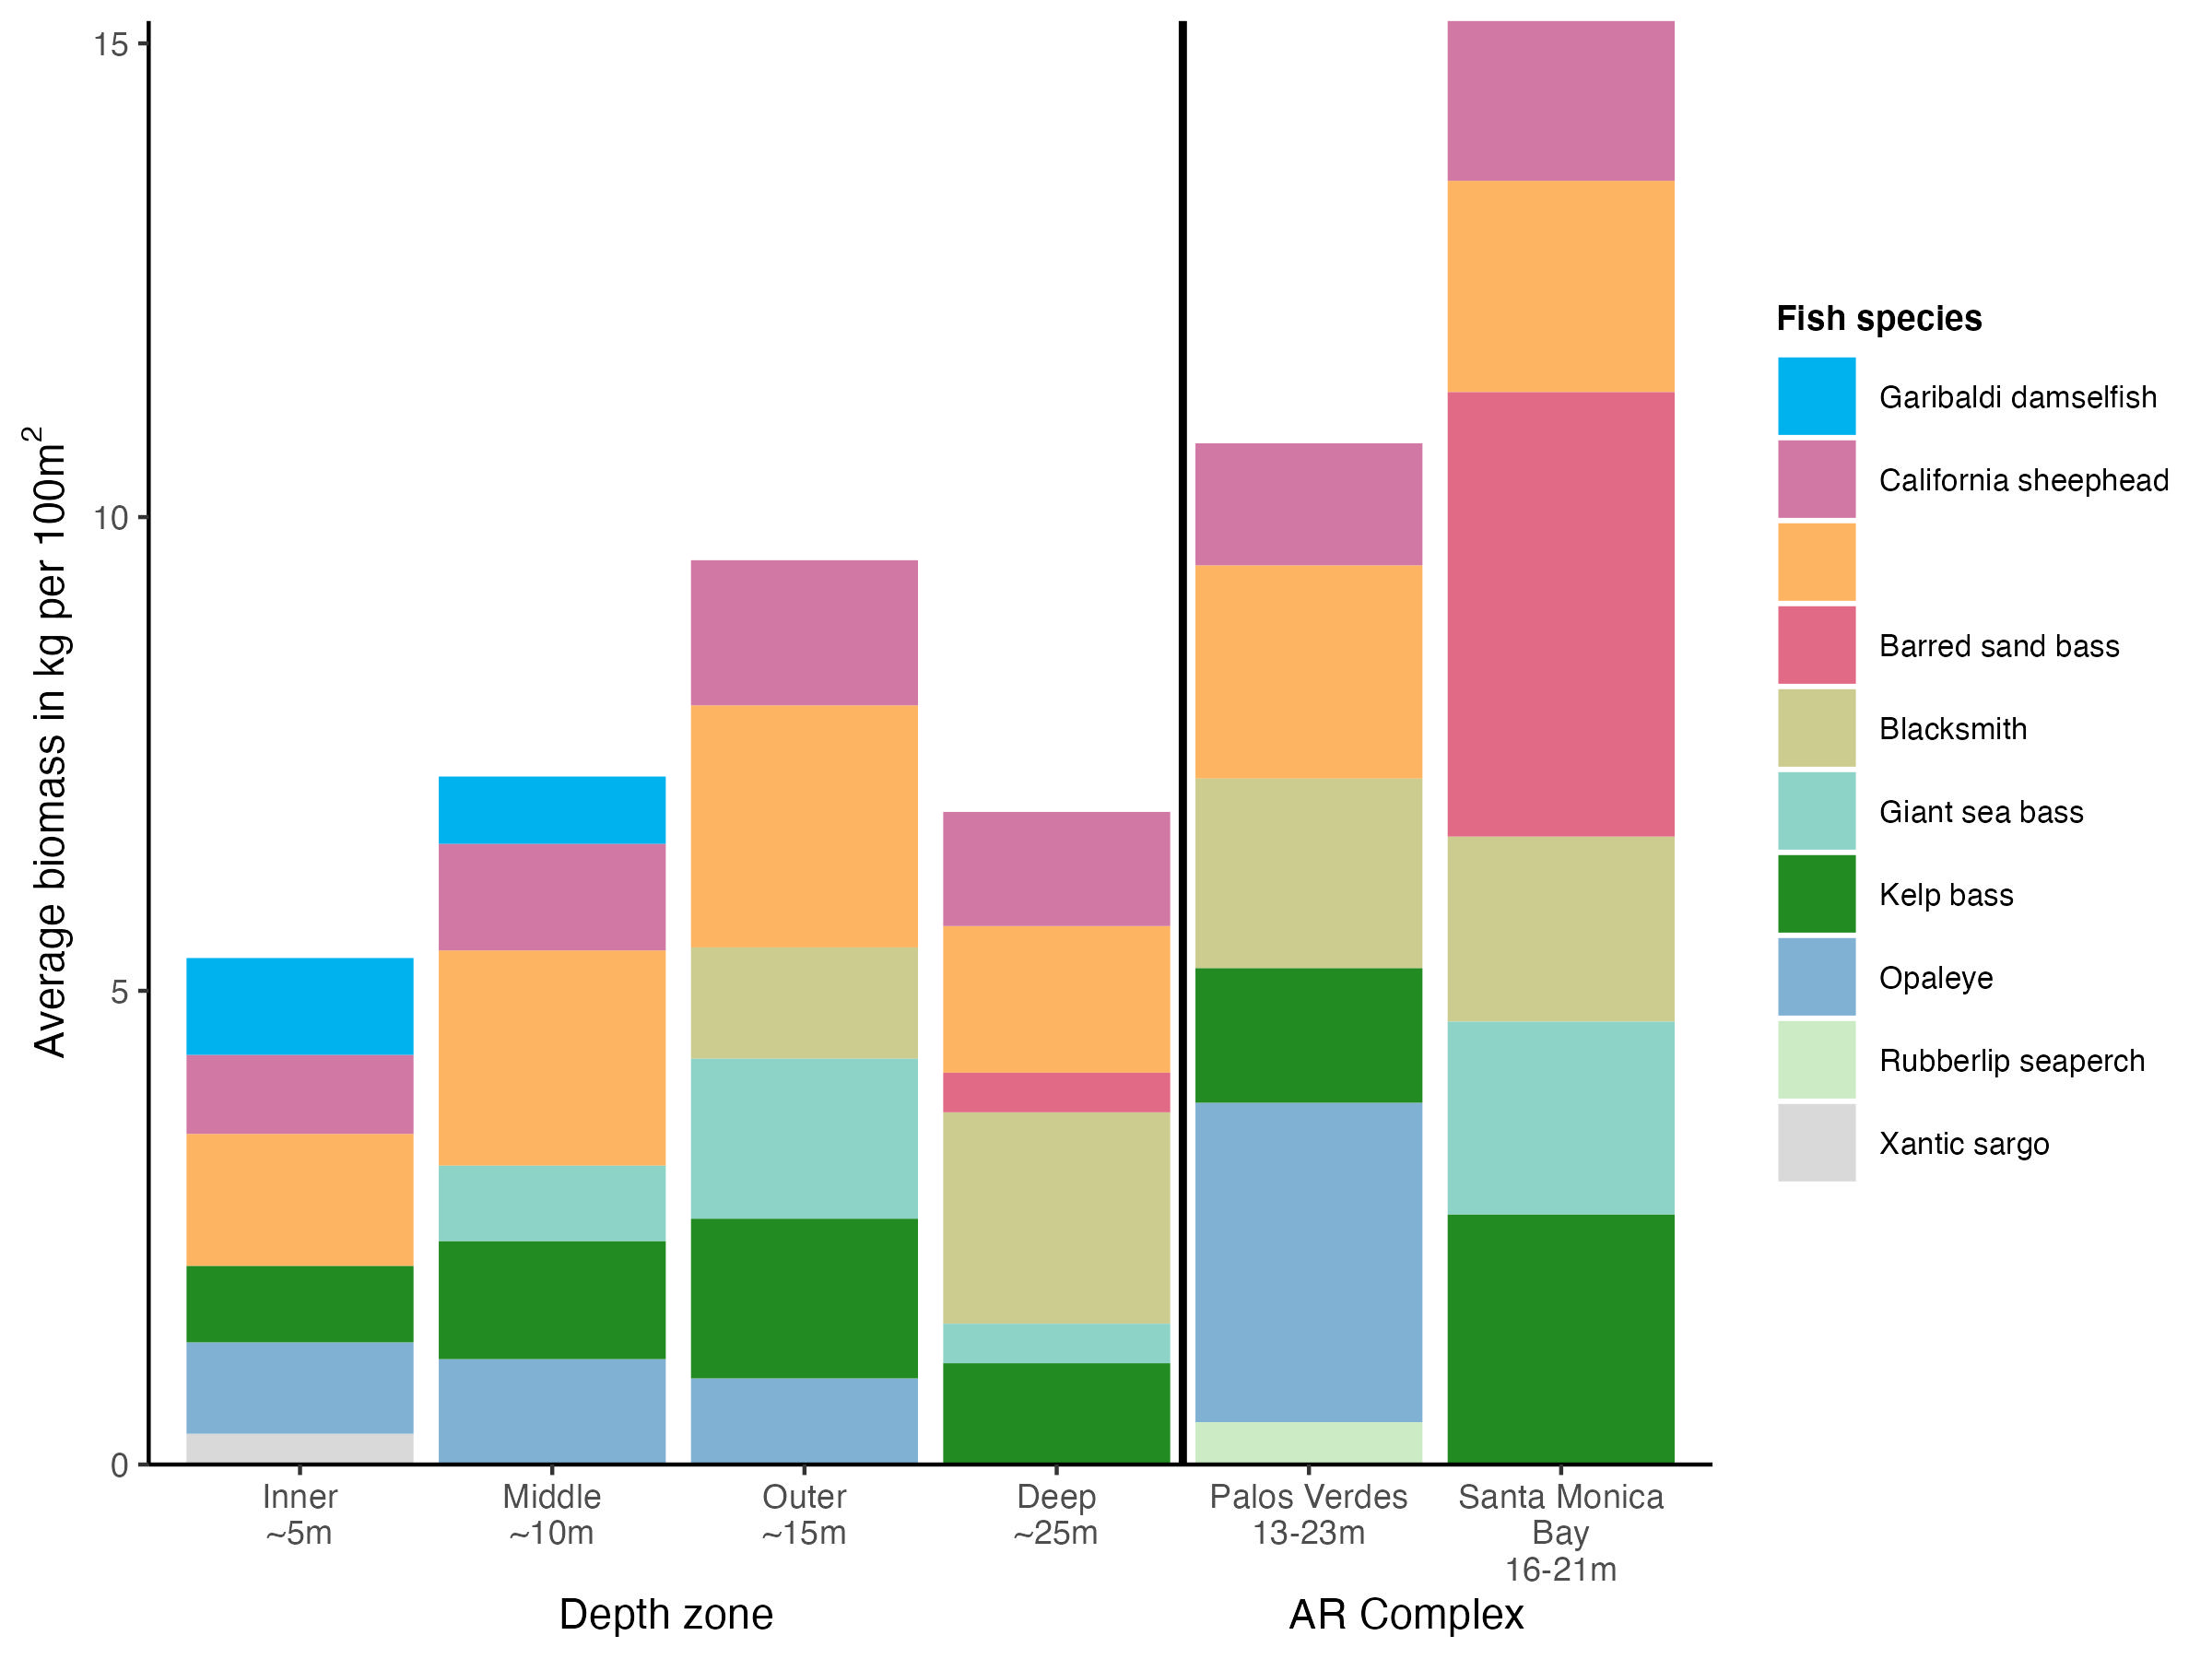 15
10
5
0
Average biomass in kg per 100m²
Inner
~5m
Middle
~10m
Outer
~15m
Deep
~25m
Palos Verdes
13-23m
Santa Monica
Bay
16-21m
Depth zone
AR Complex
Fish species
Garibaldi damselfish
California sheephead
Barred sand bass
Blacksmith
Giant sea bass
Kelp bass
Opaleye
Rubberlip seaperch
Xantic sargo